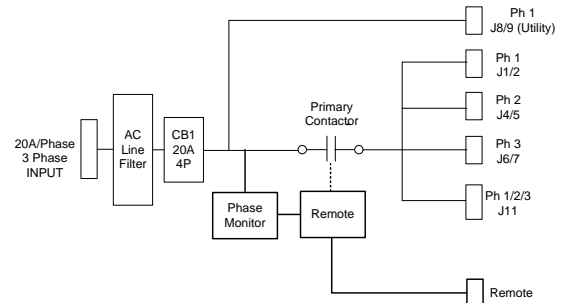 Ph 1
J8/9 (Utility)
Ph 1
J1/2
Ph 2
J4/5
Ph 3
J6/7
Ph 1/2/3
J11
Primary
Contactor
20A/Phase
3 Phase
INPUT
AC
Line
Filter
CB1
20A
4P
Phase
Monitor
Remote
Remote